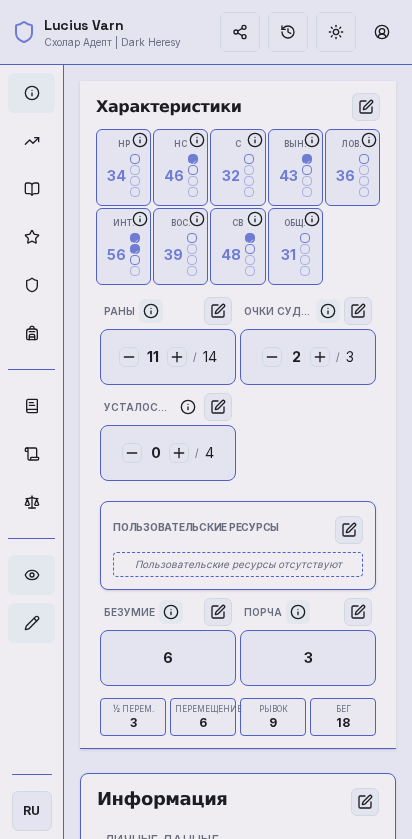 Lucius Varn
Схолар Адепт | Dark Heresy
Характеристики
НР НС С ВЫН. ЛОВ.
34 46 32 43 36
ИНТ. ВОС. СВ ОБЩ.
56 39 48 31
РАНЫ ОЧКИ СУД...
11 / 14 2 / 3
УСТАЛОС...
0 / 4
ПОЛЬЗОВАТЕЛЬСКИЕ РЕСУРСЫ
Пользовательские ресурсы отсутствуют
БЕЗУМИЕ ПОРЧА
6 3
½ ПЕРЕМ. ПЕРЕМЕЩЕНИЕ РЫВОК БЕГ
3 6 9 18
Информация
ЛИЧНЫЕ ДАННЫЕ
RU